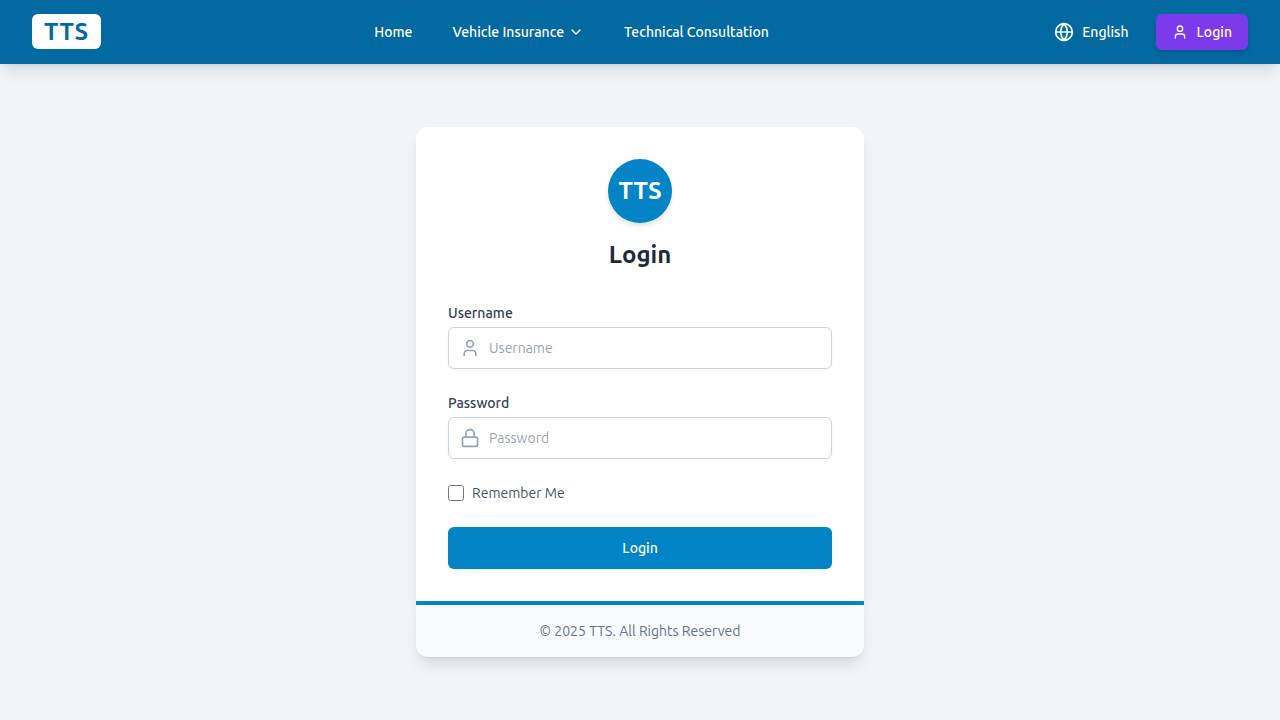 TTS
Home
Vehicle Insurance
Technical Consultation
English
Login
TTS
Login
Username
Username
Password
Password
Remember Me
Login
© 2025 TTS. All Rights Reserved